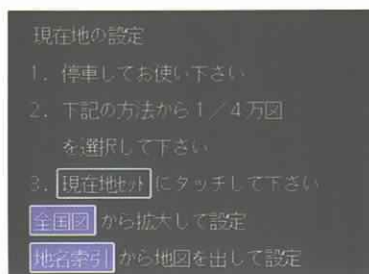 現在地の設定
1. 停車してお使い下さい
2. 下記の方法から1/4万図
を選択して下さい
3. 現在地セット にタッチして下さい
全国図 から拡大して設定
地名索引 から地図を出して設定